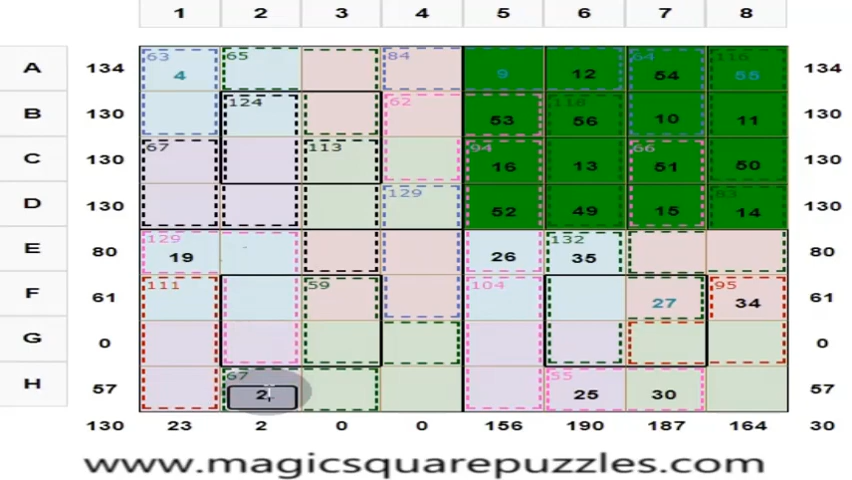 1 2 3 4 5 6 7 8
63 65 84 64 116
A 134 4 9 12 54 55 134
124 62 118
B 130 53 56 10 11 130
67 113 94 66
C 130 16 13 51 50 130
129 83
D 130 52 49 15 14 130
129 132
E 80 19 26 35 80
111 59 104 95
F 61 27 34 61
G 0 0
67 55
H 57 2 25 30 57
130 23 2 0 0 156 190 187 164 30
www.magicsquarepuzzles.com